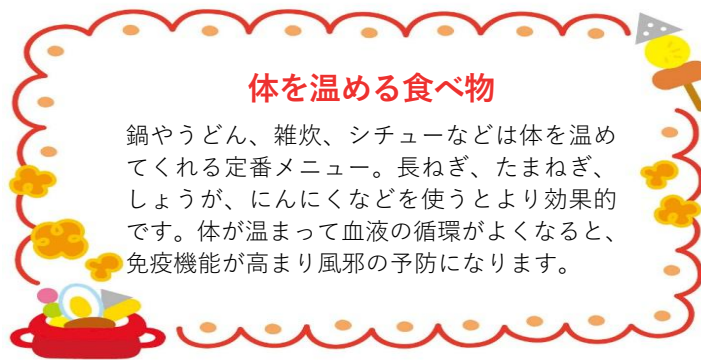 体を温める食べ物
鍋やうどん、雑炊、シチューなどは体を温め
てくれる定番メニュー。長ねぎ、たまねぎ、
しょうが、にんにくなどを使うとより効果的
です。体が温まって血液の循環がよくなると、
免疫機能が高まり風邪の予防になります。